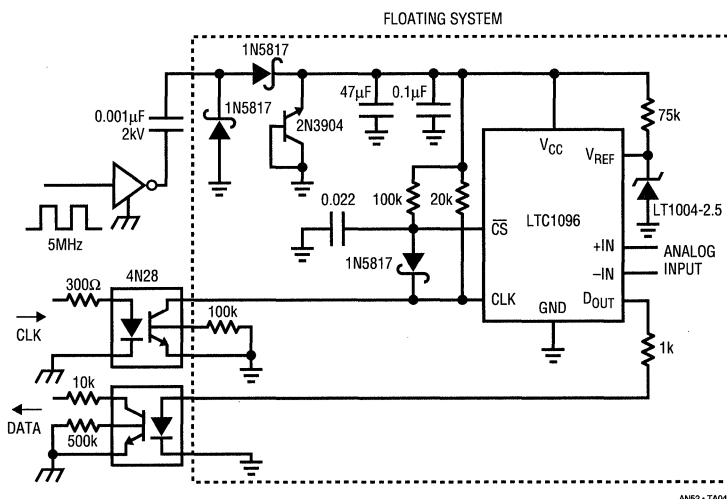 FLOATING SYSTEM
1N5817
0.001µF
2kV
1N5817
2N3904
47µF
0.1µF
75k
VCC
VREF
LT1004-2.5
5MHz
0.022
100k
20k
CS
LTC1096
+IN
–IN
ANALOG
INPUT
1N5817
300Ω
4N28
CLK
100k
CLK
GND
DOUT
1k
10k
DATA
500k
AN52 • TA04